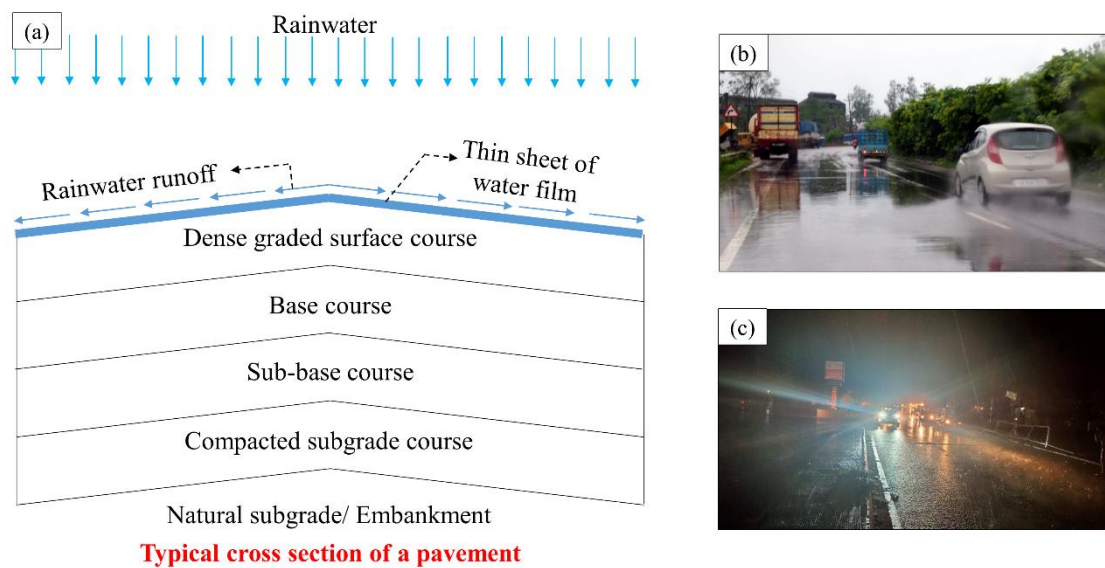 (a)
Rainwater
Rainwater runoff
Thin sheet of
water film
Dense graded surface course
Base course
Sub-base course
Compacted subgrade course
Natural subgrade/ Embankment
Typical cross section of a pavement
(b)
(c)